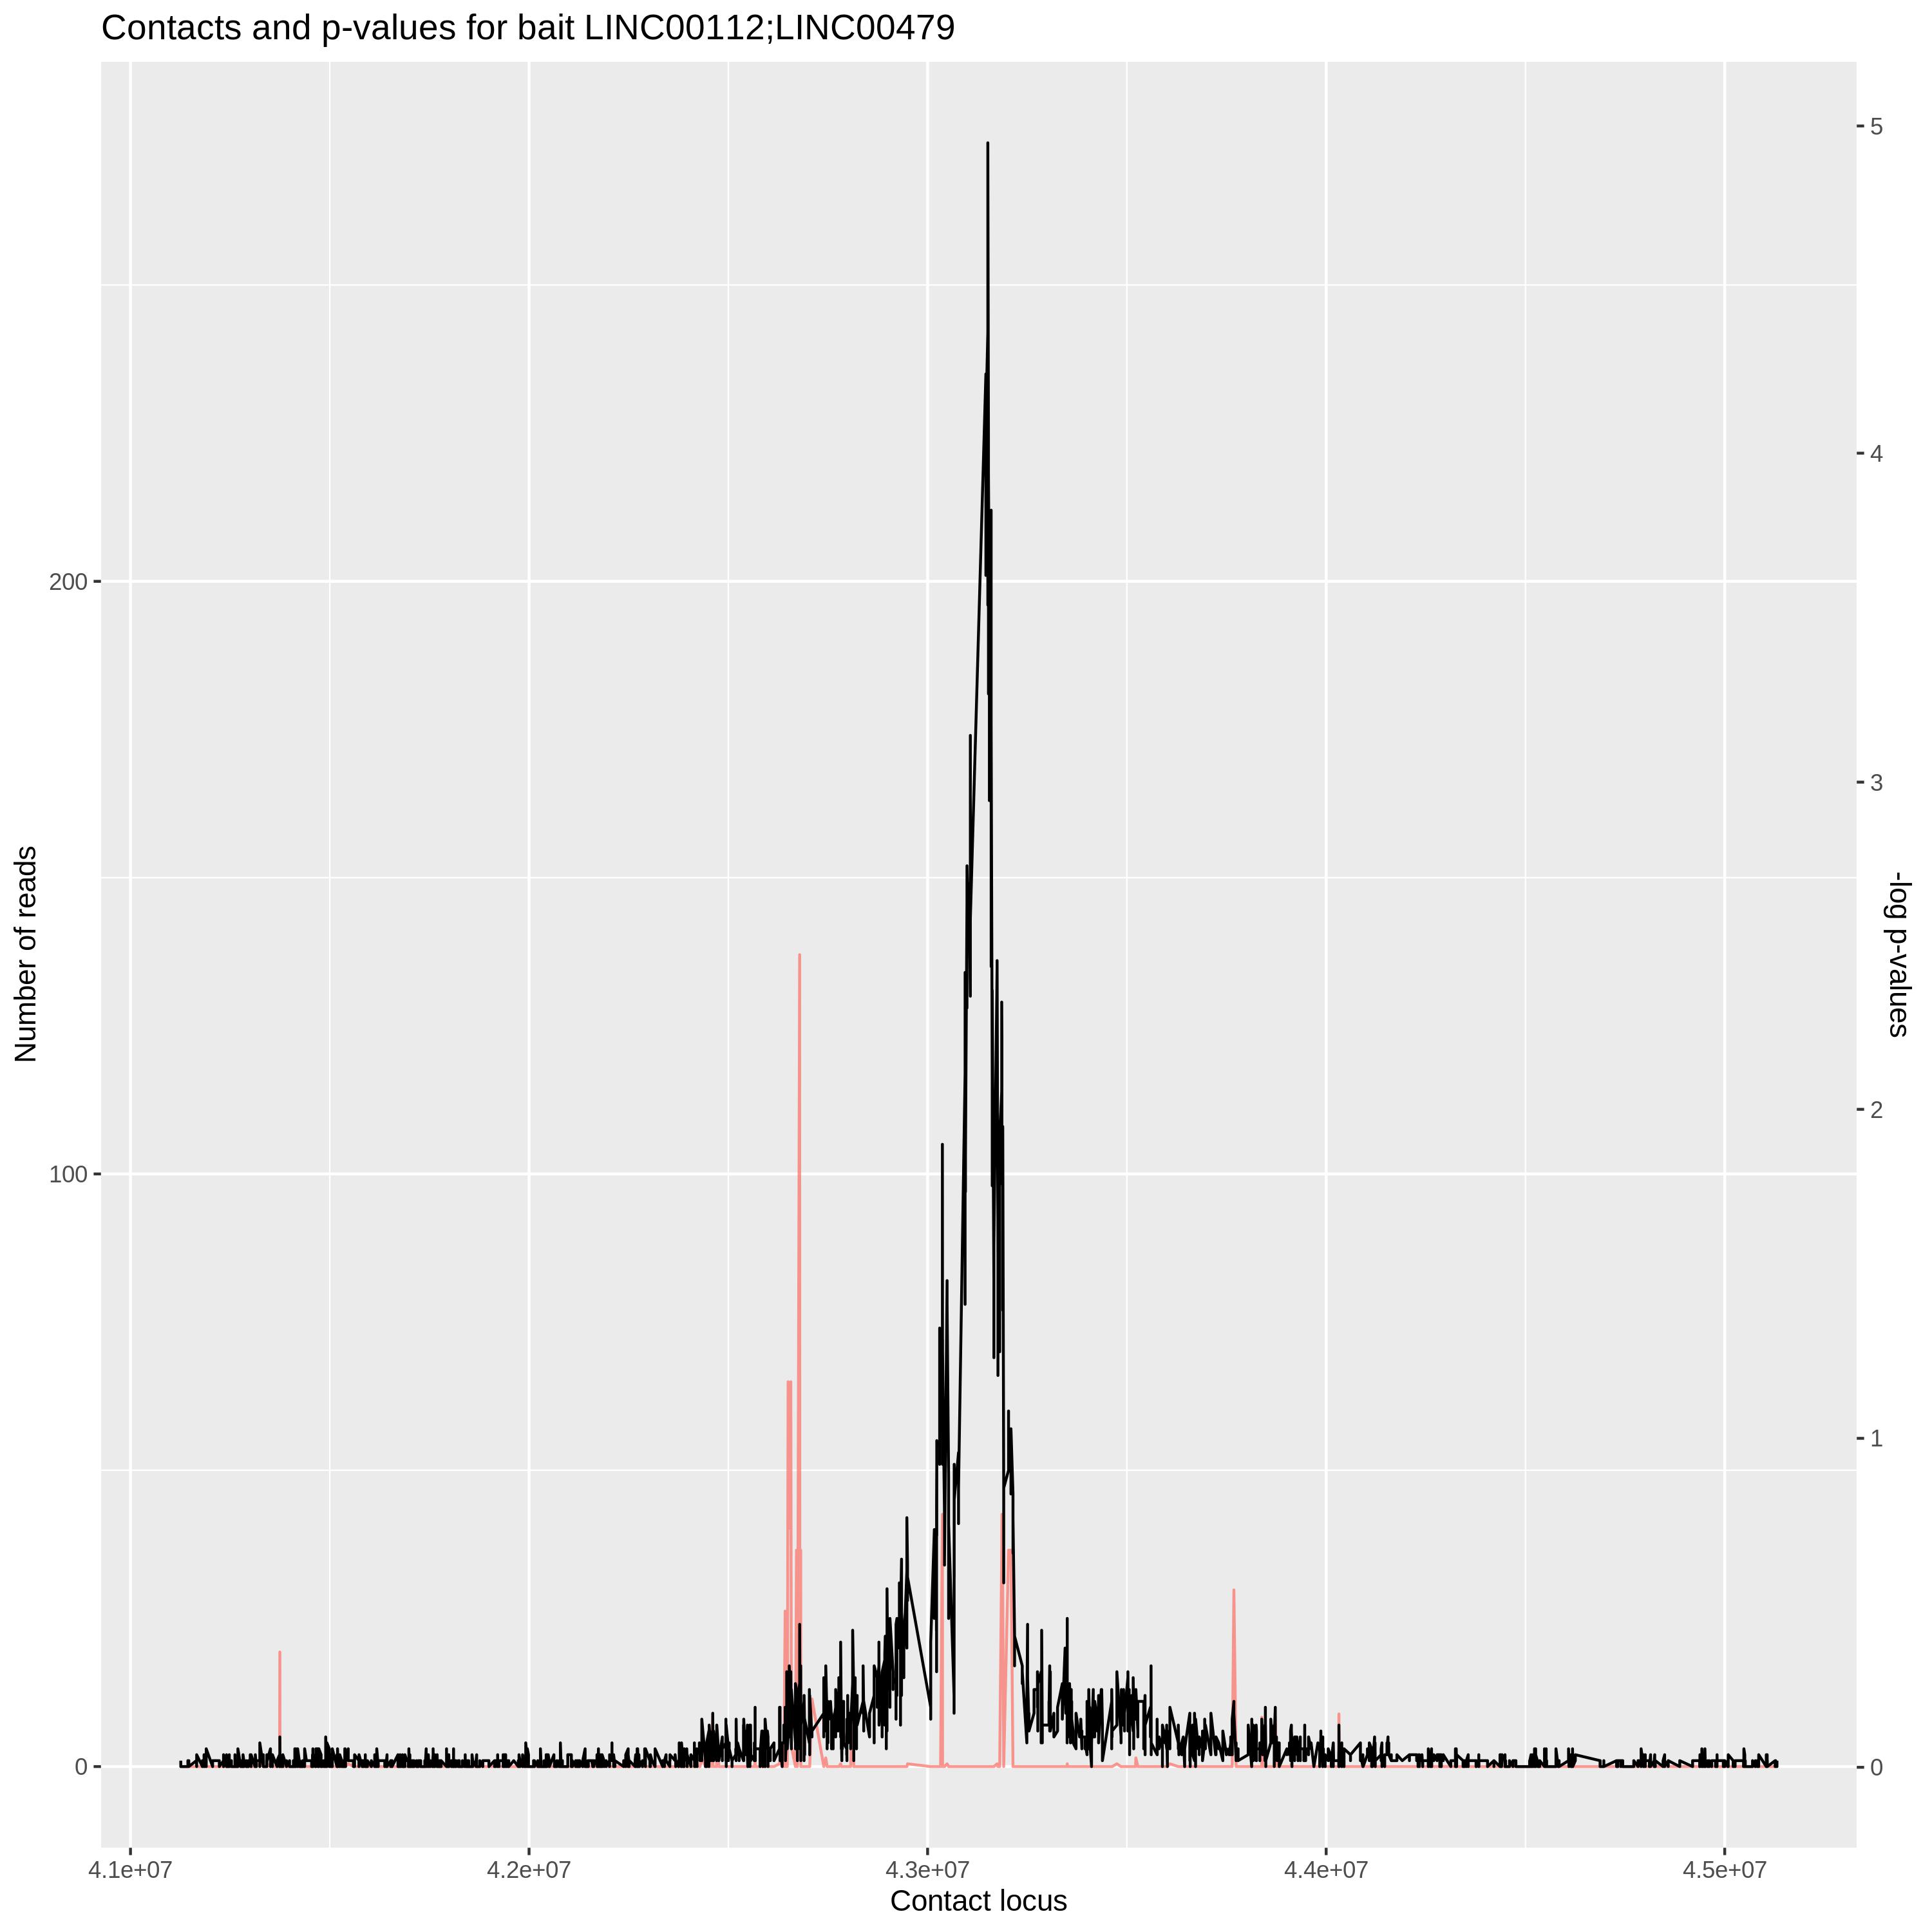 Contacts and p-values for bait LINC00112;LINC00479
Number of reads
200
100
0
5
4
3
2
1
0
-log p-values
4.1e+07 4.2e+07 4.3e+07 4.4e+07 4.5e+07
Contact locus